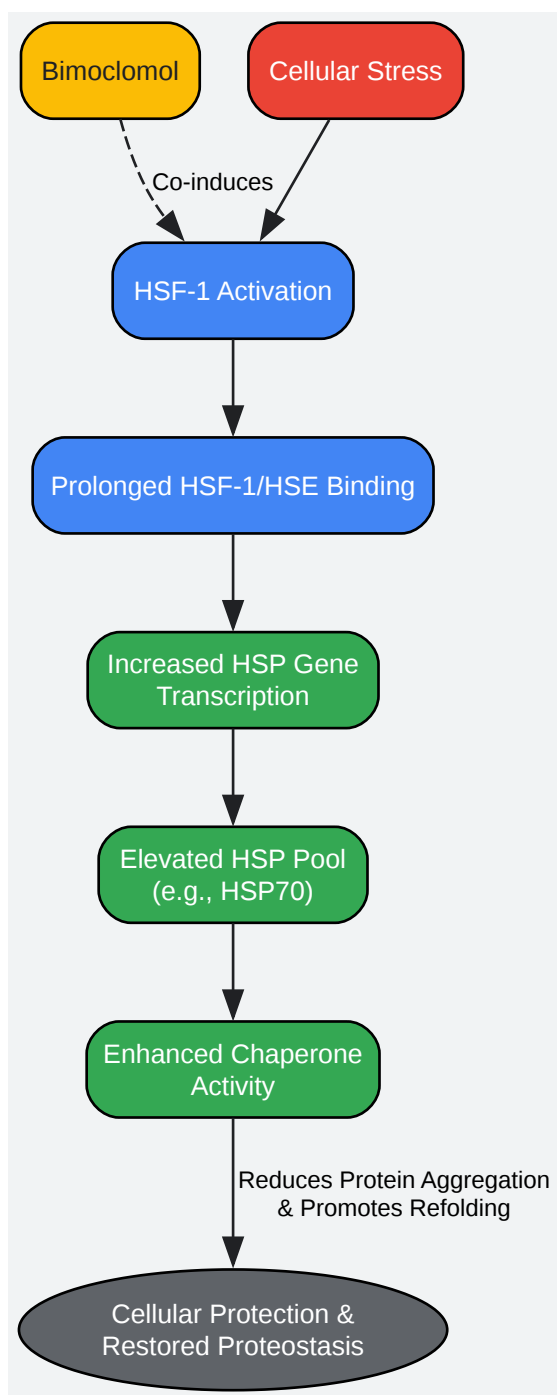 Bimoclomol
Cellular Stress
Co-induces
HSF-1 Activation
Prolonged HSF-1/HSE Binding
Increased HSP Gene
Transcription
Elevated HSP Pool
(e.g., HSP70)
Enhanced Chaperone
Activity
Reduces Protein Aggregation
& Promotes Refolding
Cellular Protection &
Restored Proteostasis